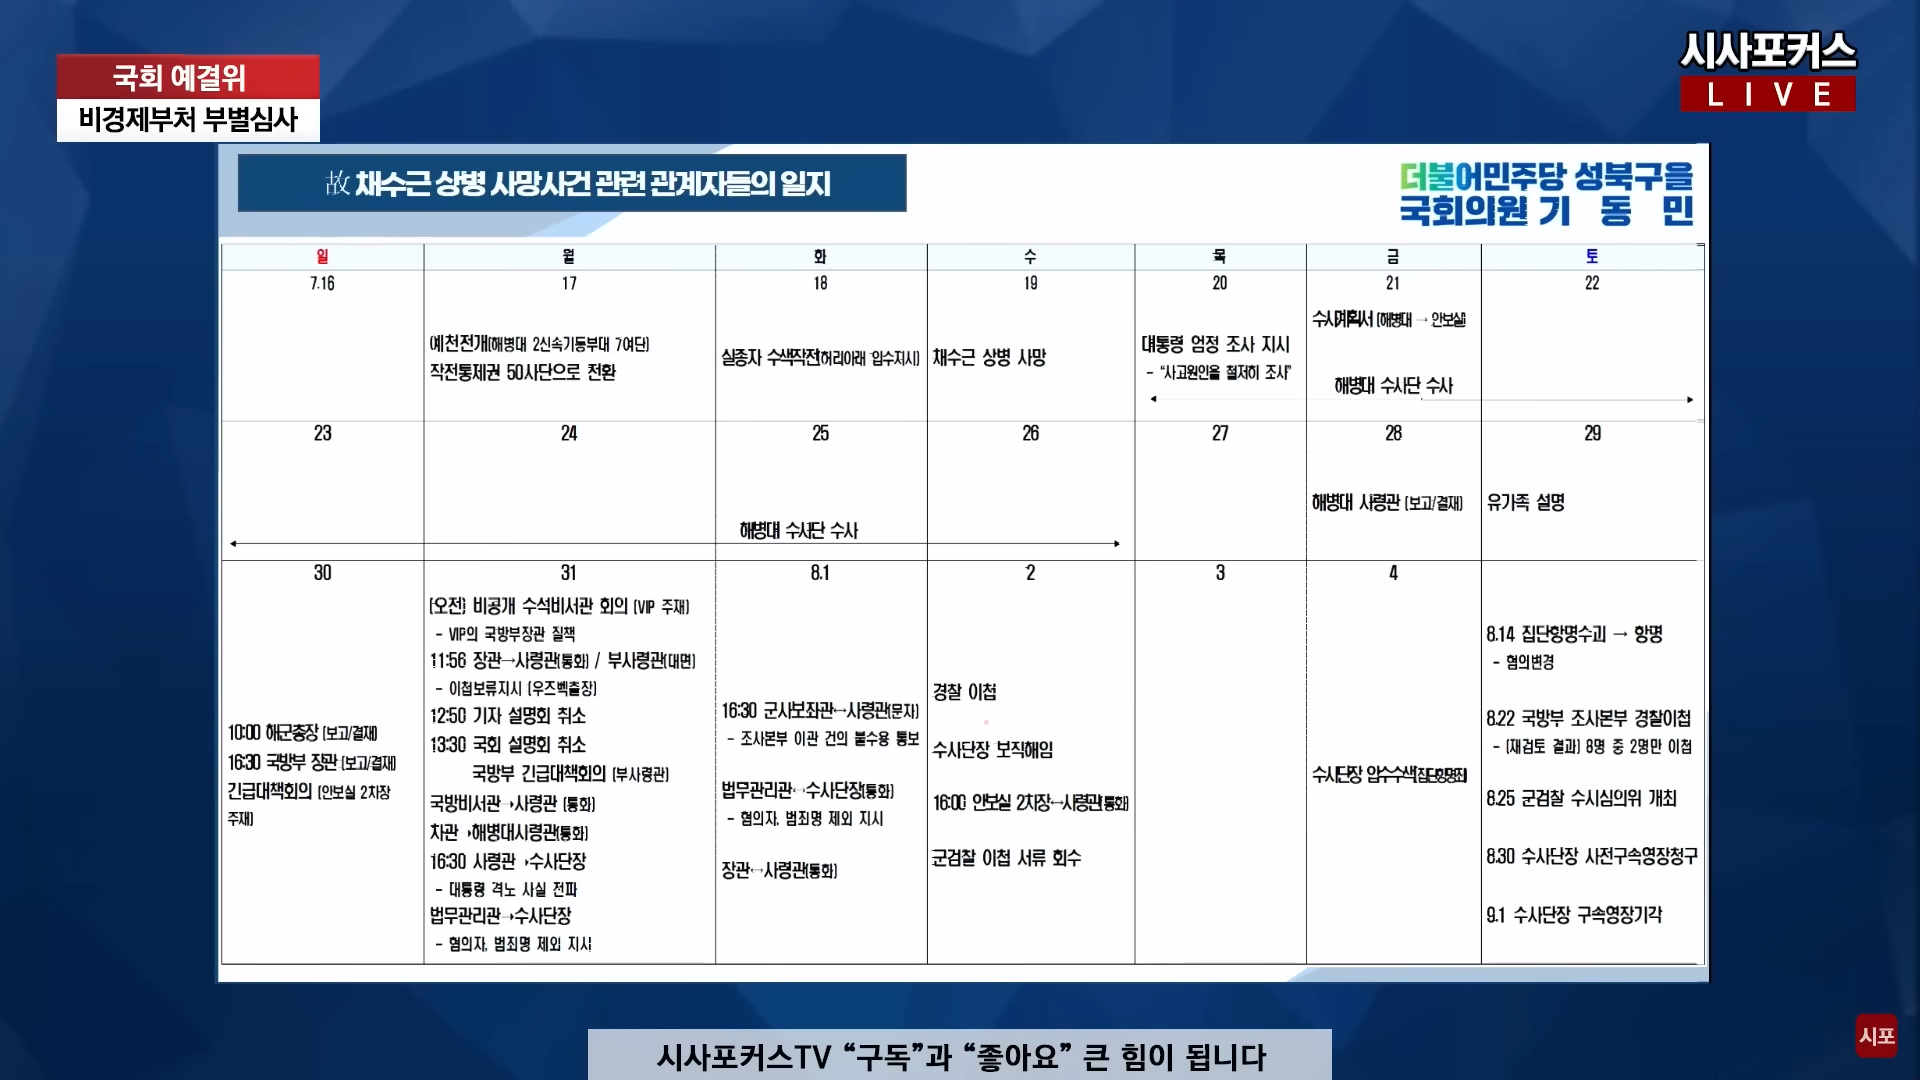 국회 예결위
비경제부처 부별심사
시사포커스
LIVE
故 채수근 상병 사망사건 관련 관계자들의 일지
더불어민주당 성북구을
국회의원 기 동 민
일 월 화 수 목 금 토
7.16
17
(예천전개(해병대 2신속기동부대 7여단)
작전통제권 50사단으로 전환
18
실종자 수색작전(허리아래 입수지시)
19
채수근 상병 사망
20
대통령 엄정 조사 지시
- “사고원인을 철저히 조사”
21
수사계획서 (해병대 → 안보실)
해병대 수사단 수사
22
23
24
25
해병대 수사단 수사
26
27
28
해병대 사령관 (보고/결재)
29
유가족 설명
30
10:00 해군총장 (보고/결재)
16:30 국방부 장관 (보고/결재)
긴급대책회의 (안보실 2차장
주재)
31
(오전) 비공개 수석비서관 회의 (VIP 주재)
- VIP의 국방부장관 질책
11:56 장관→사령관(통화) / 부사령관(대면)
- 이첩보류지시 (우즈벡출장)
12:50 기자 설명회 취소
13:30 국회 설명회 취소
국방부 긴급대책회의 (부사령관)
국방비서관→사령관 (통화)
차관→해병대사령관(통화)
16:30 사령관→수사단장
- 대통령 격노 사실 전파
법무관리관→수사단장
- 혐의자, 범죄명 제외 지시
8.1
16:30 군사보좌관↔사령관(문자)
- 조사본부 이관 건의 불수용 통보
법무관리관↔수사단장(통화)
- 혐의자, 범죄명 제외 지시
장관↔사령관(통화)
2
경찰 이첩
수사단장 보직해임
16:00 안보실 2차장↔사령관(통화)
군검찰 이첩 서류 회수
3
4
수사단장 압수수색(집단항명죄)
8.14 집단항명수괴 → 항명
- 혐의변경
8.22 국방부 조사본부 경찰이첩
- (재검토 결과) 8명 중 2명만 이첩
8.25 군검찰 수시심의위 개최
8.30 수사단장 사전구속영장청구
9.1 수사단장 구속영장기각
시포
시사포커스TV “구독”과 “좋아요” 큰 힘이 됩니다